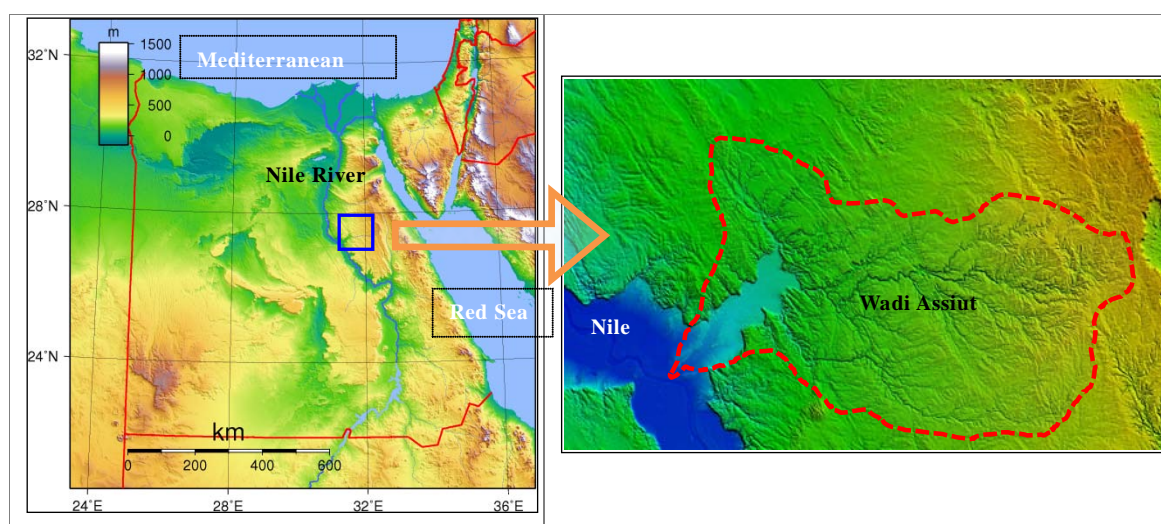 m
1500
1000
500
0
Mediterranean
32°N
Nile River
28°N
Red Sea
24°N
km
0 200 400 600
24°E 28°E 32°E 36°E
Wadi Assiut
Nile